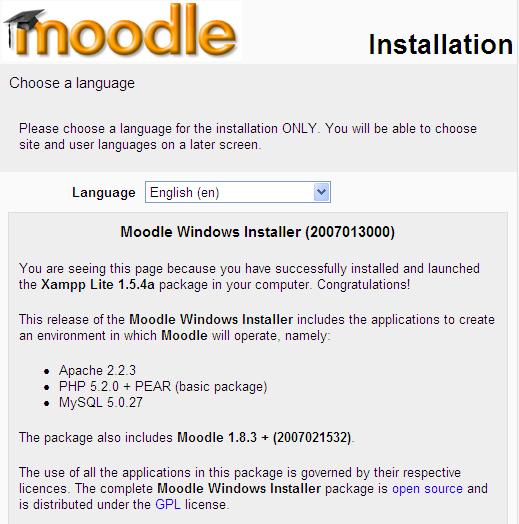 moodle
Installation
Choose a language
Please choose a language for the installation ONLY. You will be able to choose
site and user languages on a later screen.
Language English (en)
Moodle Windows Installer (2007013000)
You are seeing this page because you have successfully installed and launched
the Xampp Lite 1.5.4a package in your computer. Congratulations!
This release of the Moodle Windows Installer includes the applications to create
an environment in which Moodle will operate, namely:
• Apache 2.2.3
• PHP 5.2.0 + PEAR (basic package)
• MySQL 5.0.27
The package also includes Moodle 1.8.3 + (2007021532).
The use of all the applications in this package is governed by their respective
licences. The complete Moodle Windows Installer package is open source and
is distributed under the GPL license.